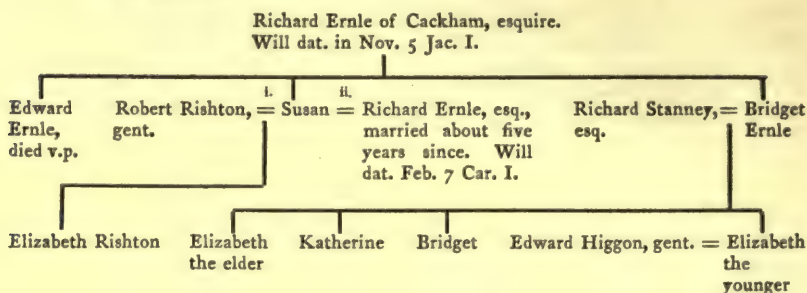 Richard Ernle of Cackham, esquire.
Will dat. in Nov. 5 Jac. I.
i. ii.
Edward Robert Rishton, = Susan = Richard Ernle, esq., Richard Stanney, = Bridget
Ernle, gent. married about five esq. Ernle
died v.p. years since. Will
dat. Feb. 7 Car. I.
Elizabeth Rishton Elizabeth Katherine Bridget Edward Higgon, gent. = Elizabeth
the elder the
younger